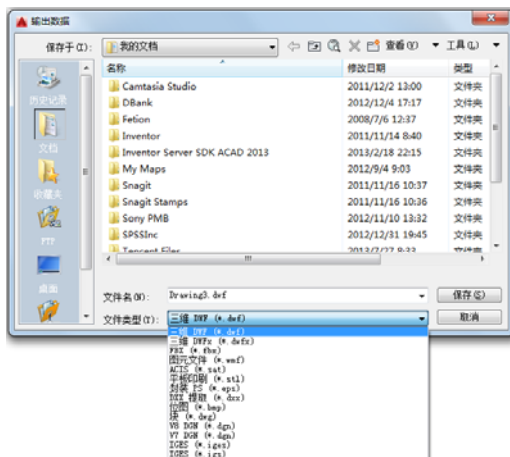 输出数据
保存于(I): 我的文档 查看(V) 工具(L)
名称 修改日期 类型
历史记录
文档
收藏夹
FTP
桌面
Camtasia Studio 2011/12/2 13:00 文件夹
DBank 2012/12/4 17:17 文件夹
Fetion 2008/7/6 12:37 文件夹
Inventor 2011/11/14 8:40 文件夹
Inventor Server SDK ACAD 2013 2013/2/18 22:15 文件夹
My Maps 2012/9/4 9:03 文件夹
Snagit 2011/11/16 10:37 文件夹
Snagit Stamps 2011/11/16 10:36 文件夹
Sony PMB 2012/11/10 13:32 文件夹
SPSSInc 2012/12/31 19:45 文件夹
Tencent Files 2013/7/27 8:33 文件夹
文件名(N): Drawing3.dwf 保存(S)
文件类型(T): 三维 DWF (*.dwf) 取消
三维 DWF (*.dwf)
三维 DWFx (*.dwfx)
FBX (*.fbx)
图元文件 (*.wmf)
ACIS (*.sat)
平板印刷 (*.stl)
封装 PS (*.eps)
DXX 提取 (*.dxx)
位图 (*.bmp)
块 (*.dwg)
V8 DGN (*.dgn)
V7 DGN (*.dgn)
IGES (*.iges)
IGES (*.igs)